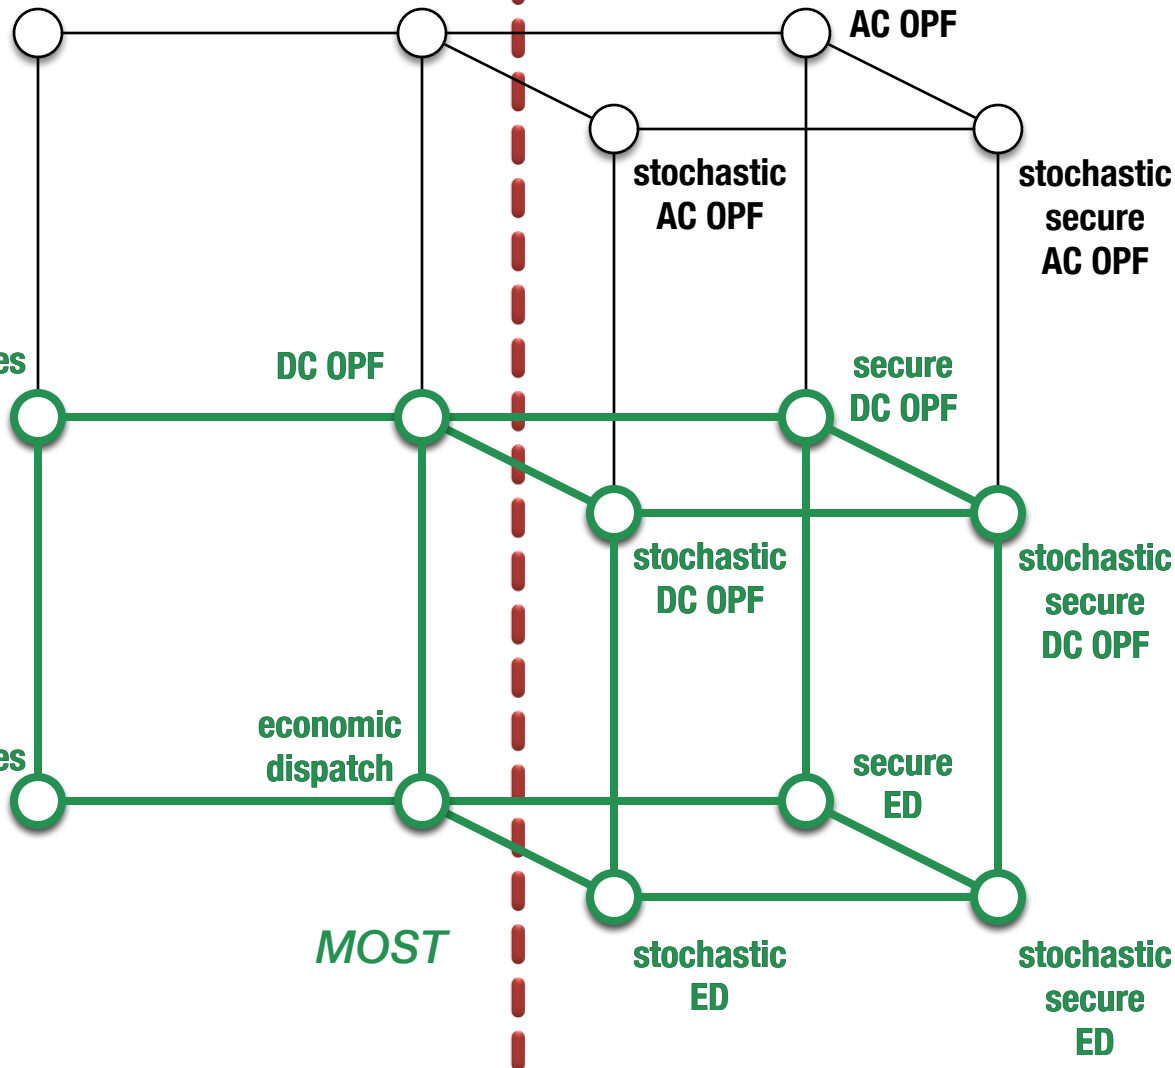 AC OPF
stochastic
AC OPF
stochastic
secure
AC OPF
es
DC OPF
secure
DC OPF
stochastic
DC OPF
stochastic
secure
DC OPF
economic
dispatch
es
secure
ED
MOST
stochastic
ED
stochastic
secure
ED